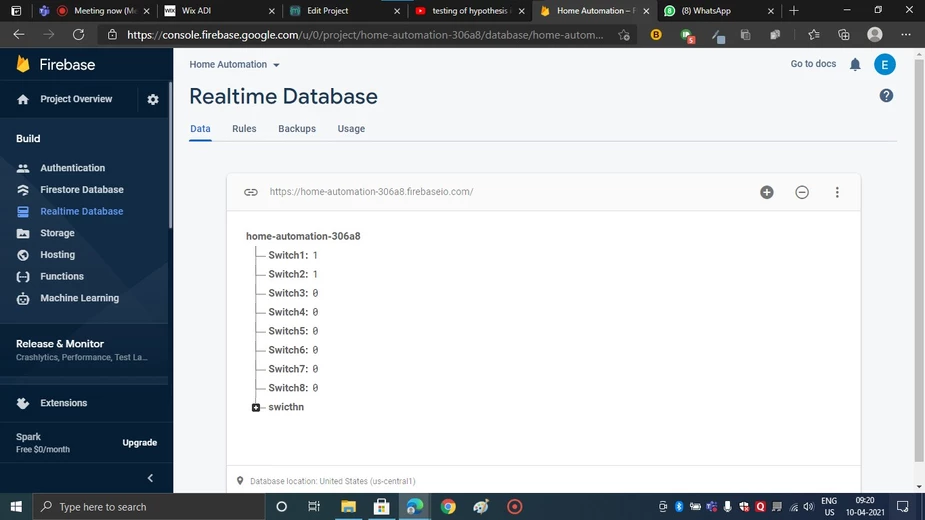 Meeting now (Me
Wix ADI
Edit Project
testing of hypothesis i
Home Automation –
(8) WhatsApp
https://console.firebase.google.com/u/0/project/home-automation-306a8/database/home-autom...
5
Firebase
Home Automation
Go to docs
E
Project Overview
Realtime Database
Data Rules Backups Usage
Build
Authentication
Firestore Database
Realtime Database
Storage
Hosting
Functions
Machine Learning
https://home-automation-306a8.firebaseio.com/
home-automation-306a8
Switch1: 1
Switch2: 1
Switch3: 0
Switch4: 0
Switch5: 0
Switch6: 0
Switch7: 0
Switch8: 0
swicthn
Release & Monitor
Crashlytics, Performance, Test La...
Extensions
Spark
Free $0/month
Upgrade
Database location: United States (us-central1)
Type here to search
ENG
US
09:20
10-04-2021